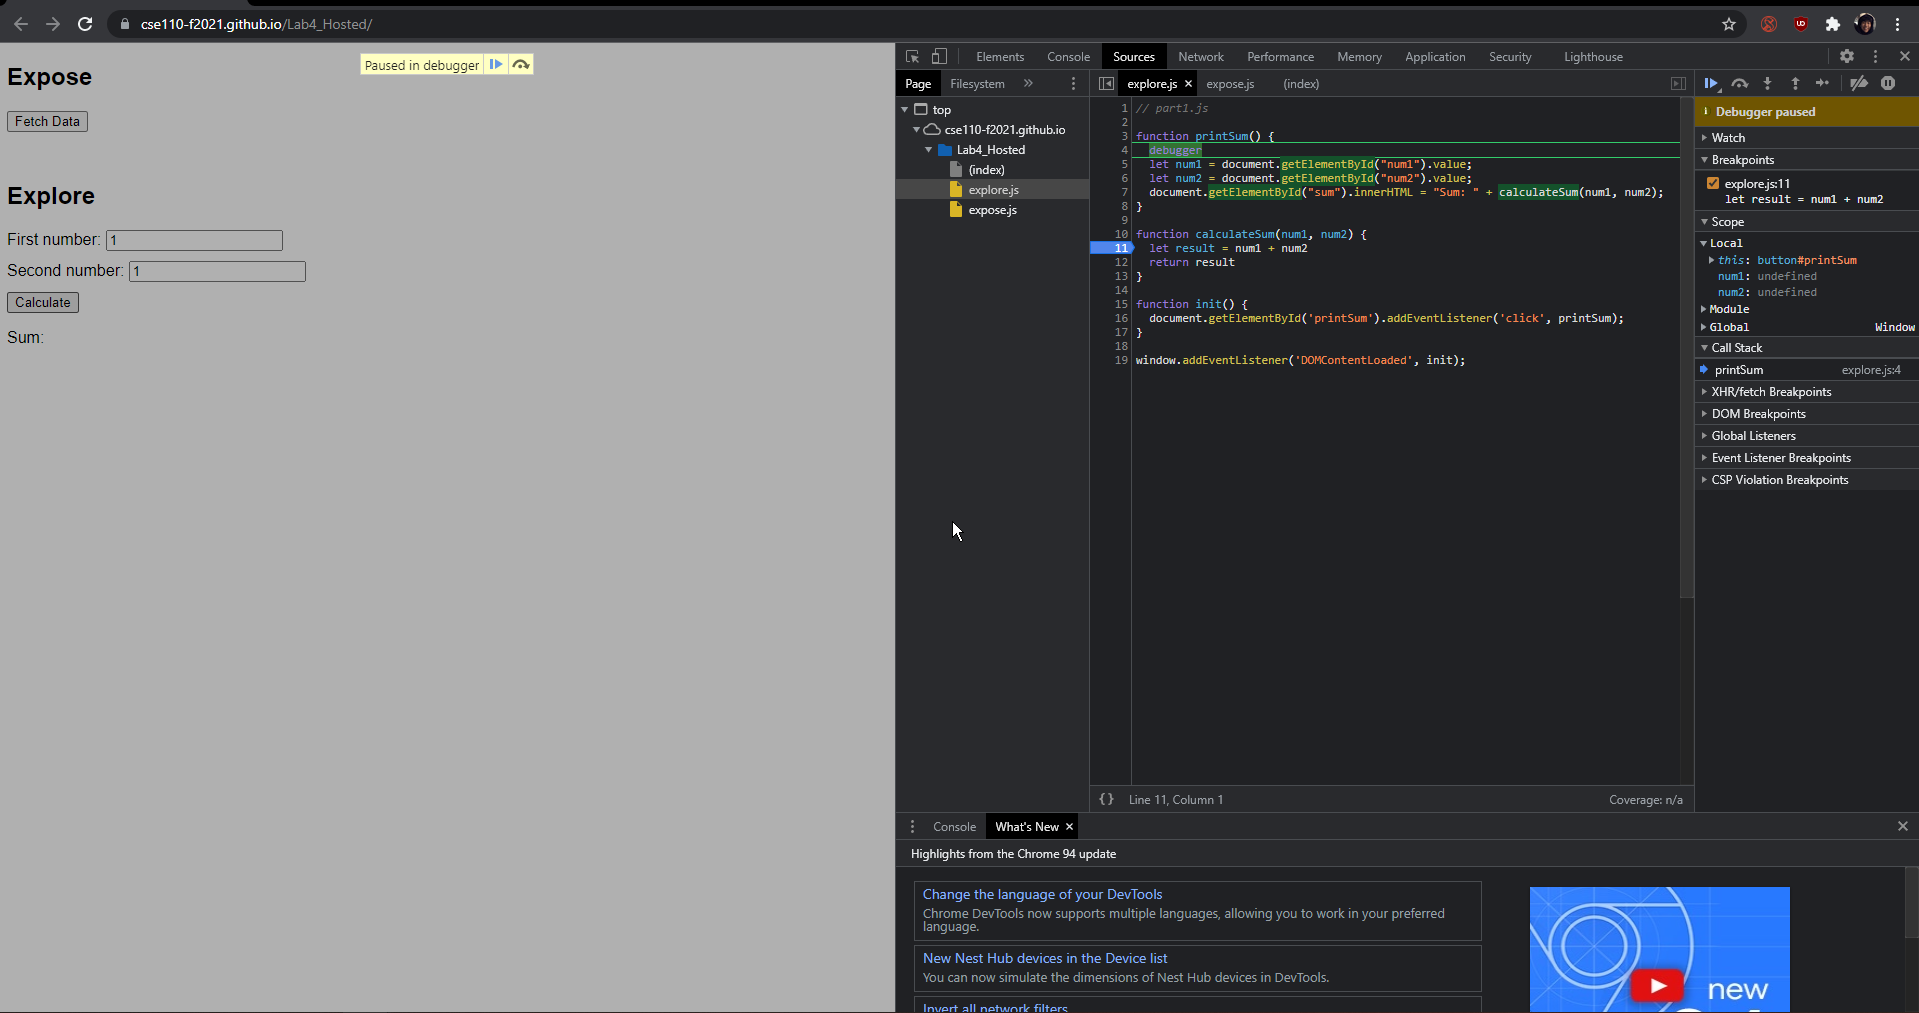 cse110-f2021.github.io/Lab4_Hosted/
Elements Console Sources Network Performance Memory Application Security Lighthouse
Paused in debugger
Expose
Fetch Data
Explore
First number: 1
Second number: 1
Calculate
Sum:
Page Filesystem »
top
cse110-f2021.github.io
Lab4_Hosted
(index)
explore.js
expose.js
explore.js × expose.js (index)
1 // part1.js
2
3 function printSum() {
4 debugger
5 let num1 = document.getElementById("num1").value;
6 let num2 = document.getElementById("num2").value;
7 document.getElementById("sum").innerHTML = "Sum: " + calculateSum(num1, num2);
8 }
9
10 function calculateSum(num1, num2) {
11 let result = num1 + num2
12 return result
13 }
14
15 function init() {
16 document.getElementById('printSum').addEventListener('click', printSum);
17 }
18
19 window.addEventListener('DOMContentLoaded', init);
{} Line 11, Column 1 Coverage: n/a
Debugger paused
Watch
Breakpoints
explore.js:11
let result = num1 + num2
Scope
Local
this: button#printSum
num1: undefined
num2: undefined
Module
Global Window
Call Stack
printSum explore.js:4
XHR/fetch Breakpoints
DOM Breakpoints
Global Listeners
Event Listener Breakpoints
CSP Violation Breakpoints
Console What's New ×
Highlights from the Chrome 94 update
Change the language of your DevTools
Chrome DevTools now supports multiple languages, allowing you to work in your preferred
language.
New Nest Hub devices in the Device list
You can now simulate the dimensions of Nest Hub devices in DevTools.
Invert all network filters
new